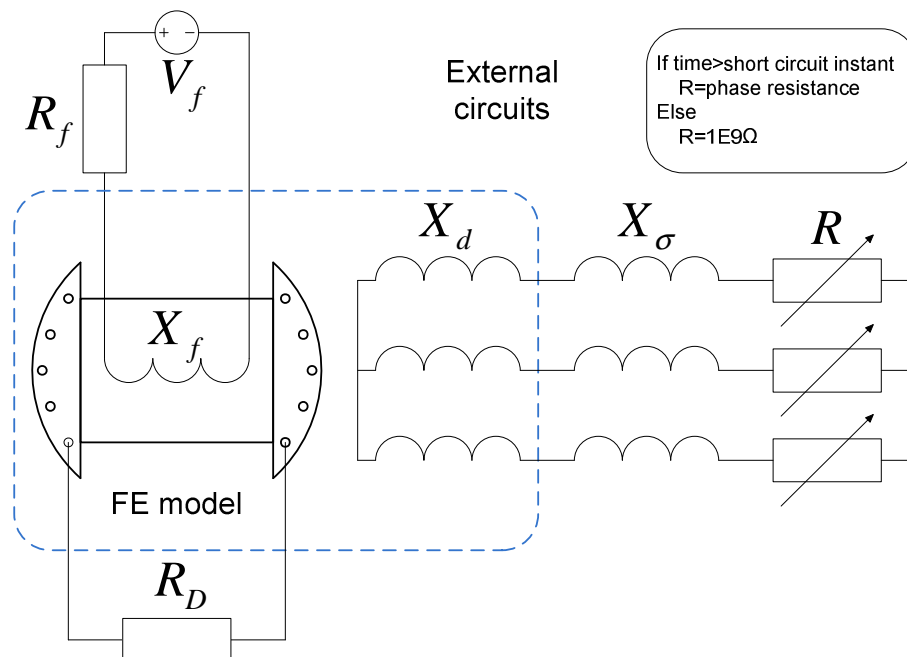 + −
V_f
R_f
External
circuits
If time>short circuit instant
R=phase resistance
Else
R=1E9Ω
X_d
X_σ
R
X_f
FE model
R_D